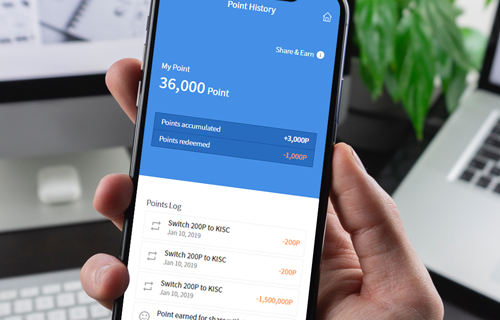 Point History
Share & Earn
My Point
36,000 Point
Points accumulated +3,000P
Points redeemed -1,000P
Points Log
Switch 200P to KISC
Jan 10, 2019
-200P
Switch 200P to KISC
Jan 10, 2019
-200P
Switch 200P to KISC
Jan 10, 2019
-1,500,000P
Point earned for